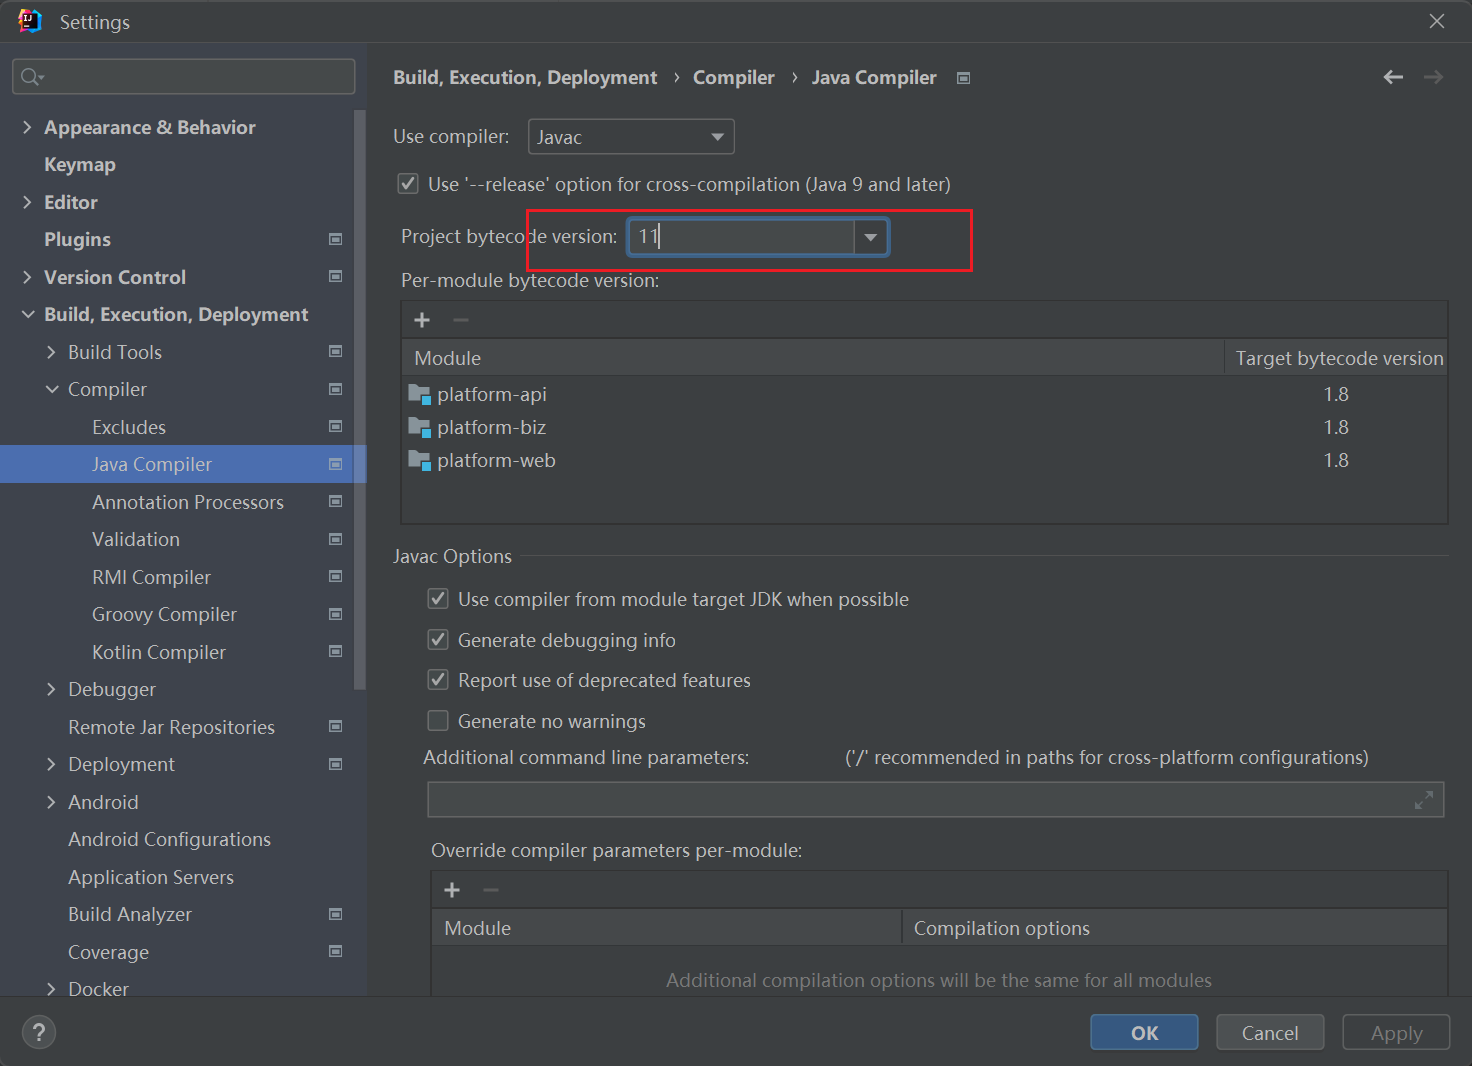 Settings
Build, Execution, Deployment › Compiler › Java Compiler
Appearance & Behavior
Keymap
Editor
Plugins
Version Control
Build, Execution, Deployment
Build Tools
Compiler
Excludes
Java Compiler
Annotation Processors
Validation
RMI Compiler
Groovy Compiler
Kotlin Compiler
Debugger
Remote Jar Repositories
Deployment
Android
Android Configurations
Application Servers
Build Analyzer
Coverage
Docker
Use compiler: Javac
Use '--release' option for cross-compilation (Java 9 and later)
Project bytecode version: 11
Per-module bytecode version:
Module Target bytecode version
platform-api 1.8
platform-biz 1.8
platform-web 1.8
Javac Options
Use compiler from module target JDK when possible
Generate debugging info
Report use of deprecated features
Generate no warnings
Additional command line parameters: ('/' recommended in paths for cross-platform configurations)
Override compiler parameters per-module:
Module Compilation options
Additional compilation options will be the same for all modules
? OK Cancel Apply